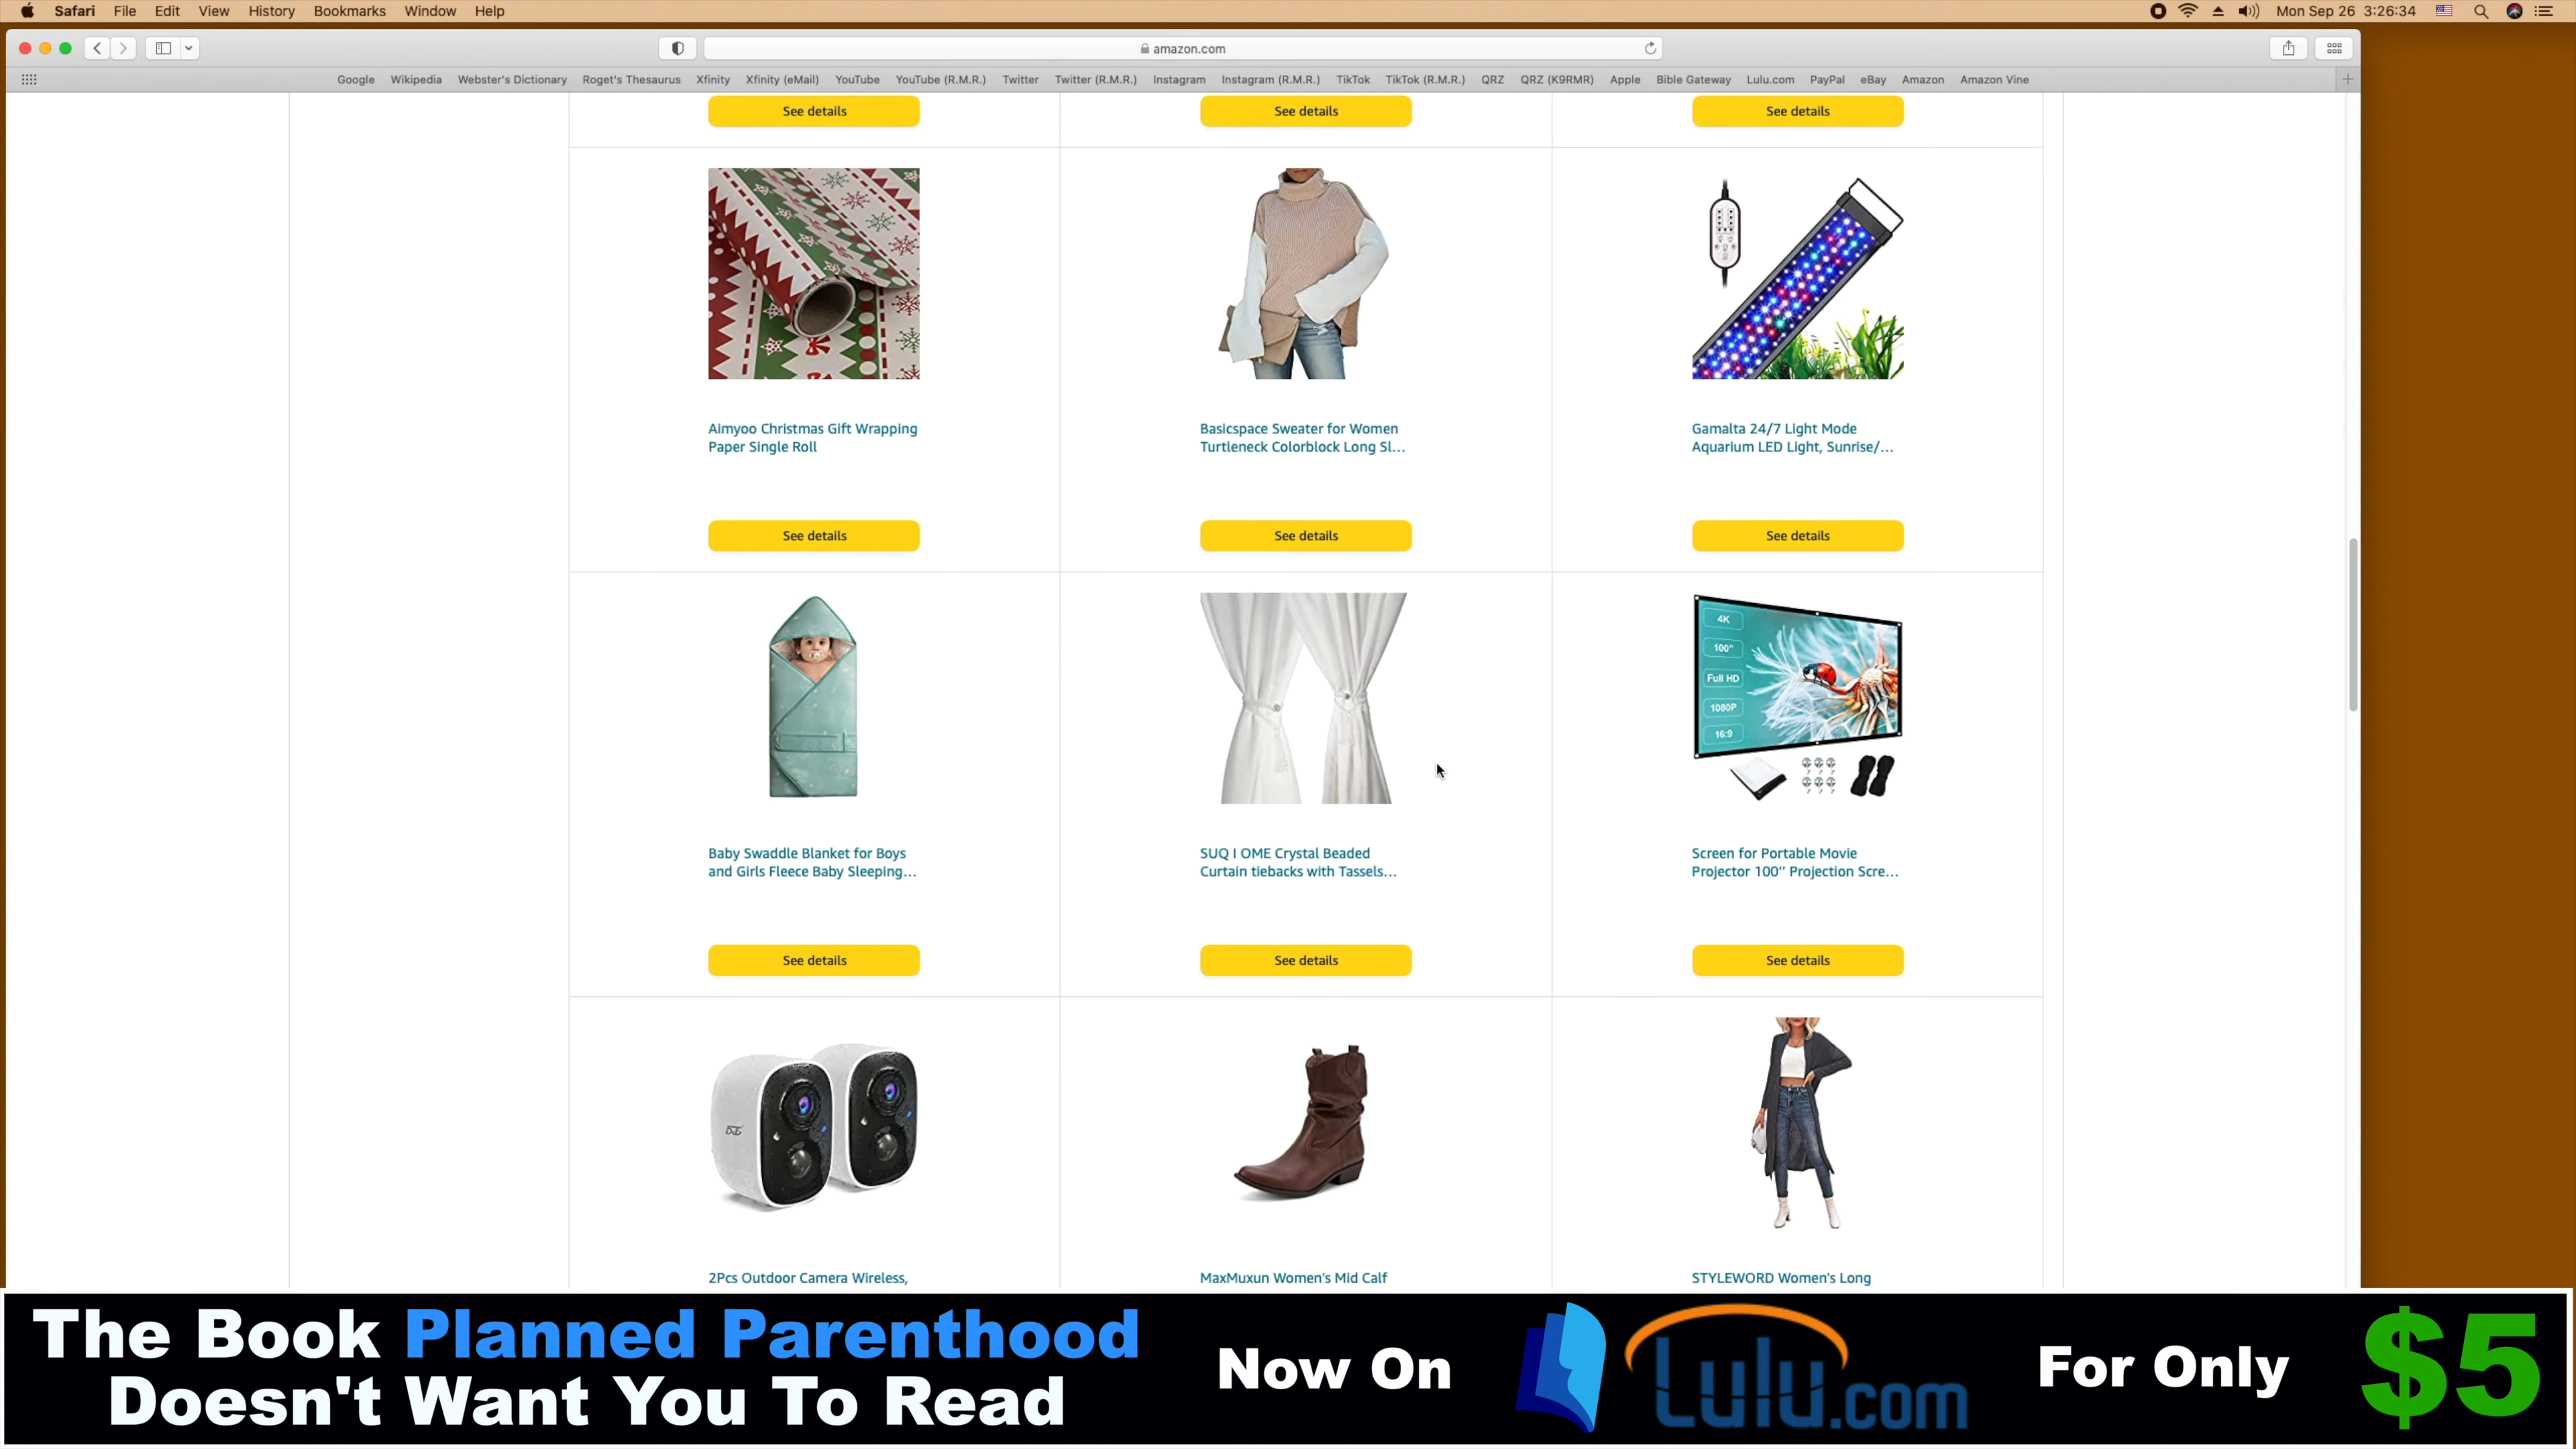 Safari File Edit View History Bookmarks Window Help
Mon Sep 26 3:26:34
amazon.com
Google Wikipedia Webster's Dictionary Roget's Thesaurus Xfinity Xfinity (eMail) YouTube YouTube (R.M.R.) Twitter Twitter (R.M.R.) Instagram Instagram (R.M.R.) TikTok TikTok (R.M.R.) QRZ QRZ (K9RMR) Apple Bible Gateway Lulu.com PayPal eBay Amazon Amazon Vine
See details See details See details
Aimyoo Christmas Gift Wrapping
Paper Single Roll
Basicspace Sweater for Women
Turtleneck Colorblock Long Sl...
Gamalta 24/7 Light Mode
Aquarium LED Light, Sunrise/...
See details See details See details
4K
100"
Full HD
1080P
16:9
Baby Swaddle Blanket for Boys
and Girls Fleece Baby Sleeping...
SUQ I OME Crystal Beaded
Curtain tiebacks with Tassels...
Screen for Portable Movie
Projector 100’’ Projection Scre...
See details See details See details
2Pcs Outdoor Camera Wireless,
MaxMuxun Women's Mid Calf
STYLEWORD Women's Long
The Book Planned Parenthood
Doesn't Want You To Read
Now On
Lulu.com
For Only
$5